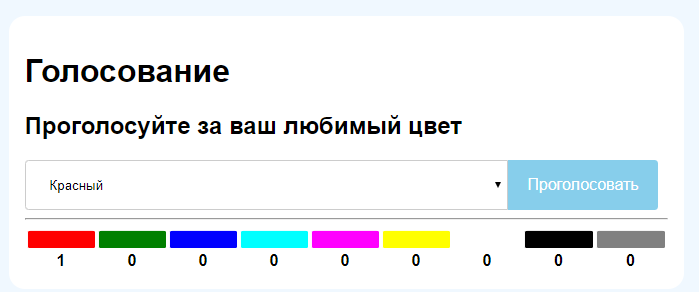 Голосование
Проголосуйте за ваш любимый цвет
Красный
Проголосовать
1 0 0 0 0 0 0 0 0